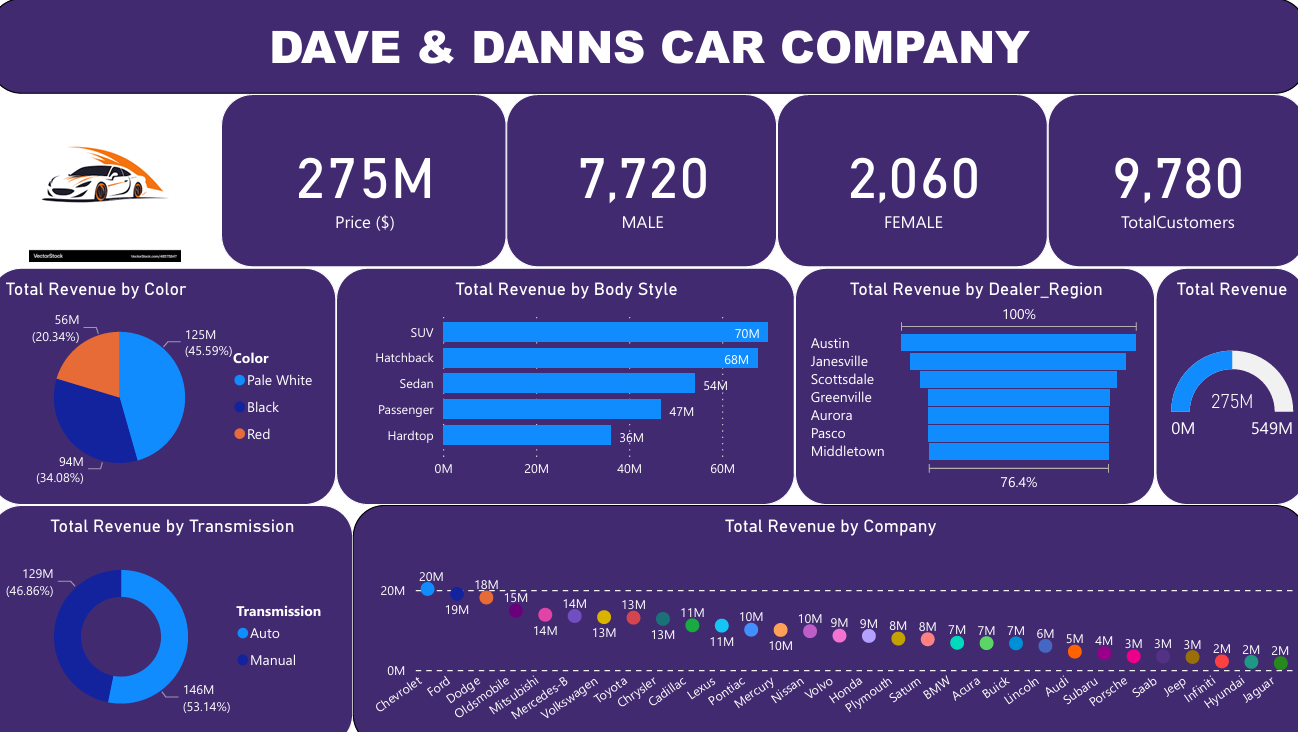 DAVE & DANNS CAR COMPANY
VectorStock
275M
Price ($)
7,720
MALE
2,060
FEMALE
9,780
TotalCustomers
Total Revenue by Color
56M
(20.34%)
125M
(45.59%)
94M
(34.08%)
Color
Pale White
Black
Red
Total Revenue by Body Style
SUV
70M
Hatchback
68M
Sedan
54M
Passenger
47M
Hardtop
36M
0M
20M
40M
60M
Total Revenue by Dealer_Region
100%
Austin
Janesville
Scottsdale
Greenville
Aurora
Pasco
Middletown
76.4%
Total Revenue
275M
0M
549M
Total Revenue by Transmission
129M
(46.86%)
146M
(53.14%)
Transmission
Auto
Manual
Total Revenue by Company
20M
0M
20M
19M
18M
15M
14M
14M
13M
13M
13M
11M
11M
10M
10M
10M
9M
9M
8M
8M
7M
7M
7M
6M
5M
4M
3M
3M
3M
2M
2M
2M
Chevrolet
Ford
Dodge
Oldsmobile
Mitsubishi
Mercedes-B
Volkswagen
Toyota
Chrysler
Cadillac
Lexus
Pontiac
Mercury
Nissan
Volvo
Honda
Plymouth
Saturn
BMW
Acura
Buick
Lincoln
Audi
Subaru
Porsche
Saab
Jeep
Infiniti
Hyundai
Jaguar